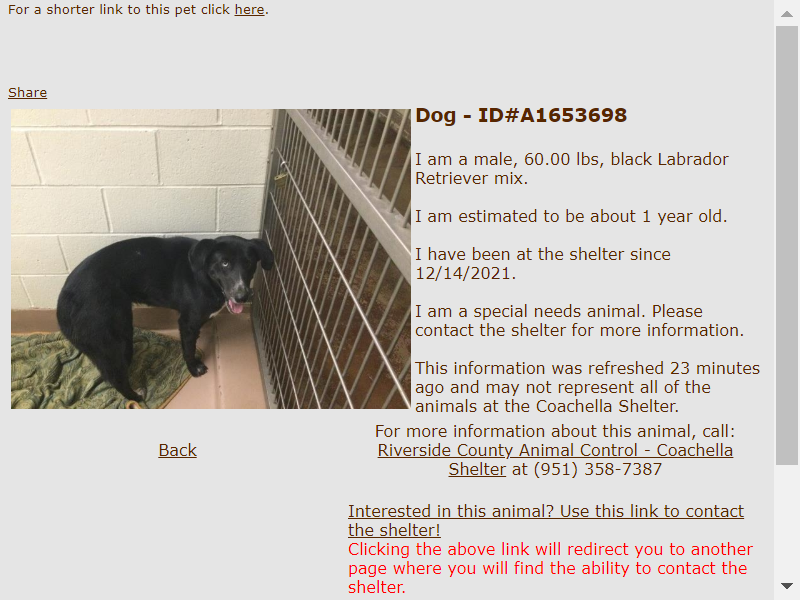 For a shorter link to this pet click here.
Share
Dog - ID#A1653698
I am a male, 60.00 lbs, black Labrador
Retriever mix.
I am estimated to be about 1 year old.
I have been at the shelter since
12/14/2021.
I am a special needs animal. Please
contact the shelter for more information.
This information was refreshed 23 minutes
ago and may not represent all of the
animals at the Coachella Shelter.
For more information about this animal, call:
Riverside County Animal Control - Coachella
Shelter at (951) 358-7387
Back
Interested in this animal? Use this link to contact
the shelter!
Clicking the above link will redirect you to another
page where you will find the ability to contact the
shelter.